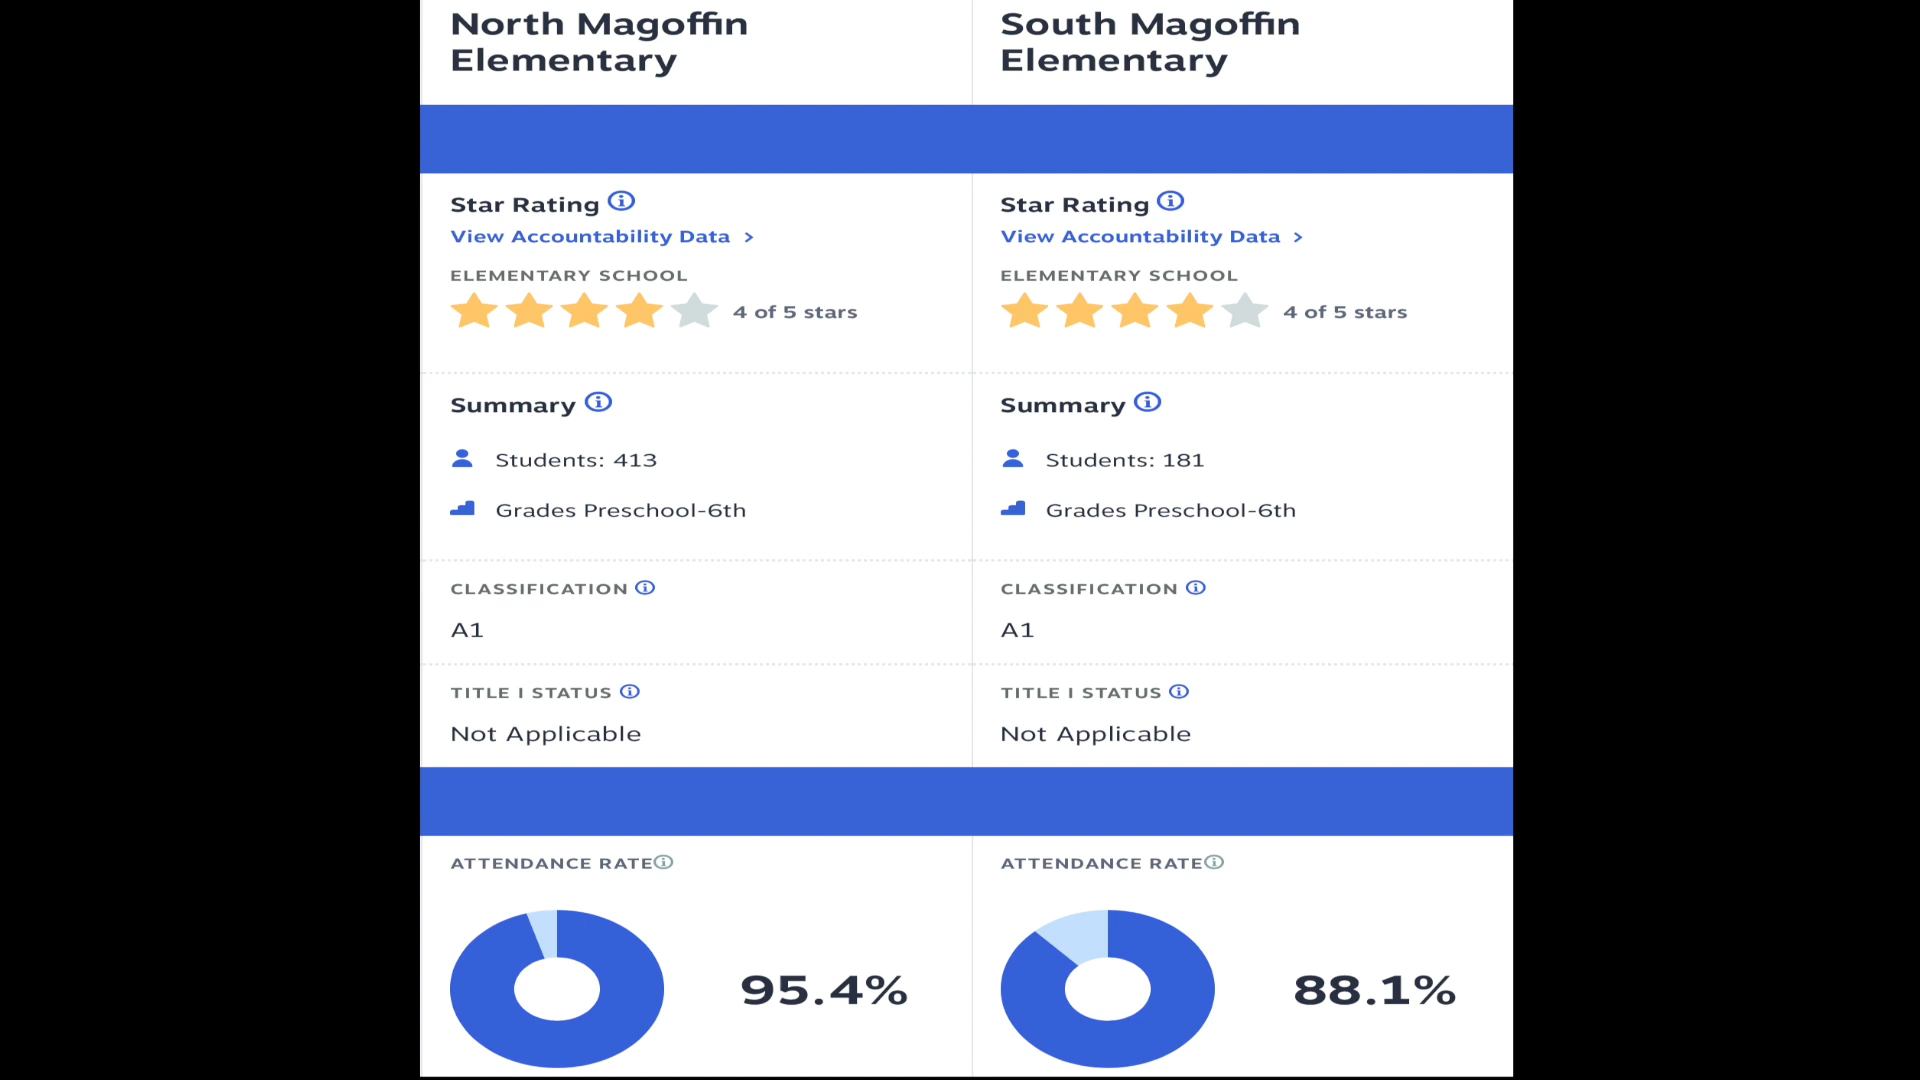 North Magoffin
Elementary
South Magoffin
Elementary
Star Rating
View Accountability Data >
ELEMENTARY SCHOOL
4 of 5 stars
Star Rating
View Accountability Data >
ELEMENTARY SCHOOL
4 of 5 stars
Summary
Students: 413
Grades Preschool-6th
Summary
Students: 181
Grades Preschool-6th
CLASSIFICATION
A1
CLASSIFICATION
A1
TITLE I STATUS
Not Applicable
TITLE I STATUS
Not Applicable
ATTENDANCE RATE
95.4%
ATTENDANCE RATE
88.1%